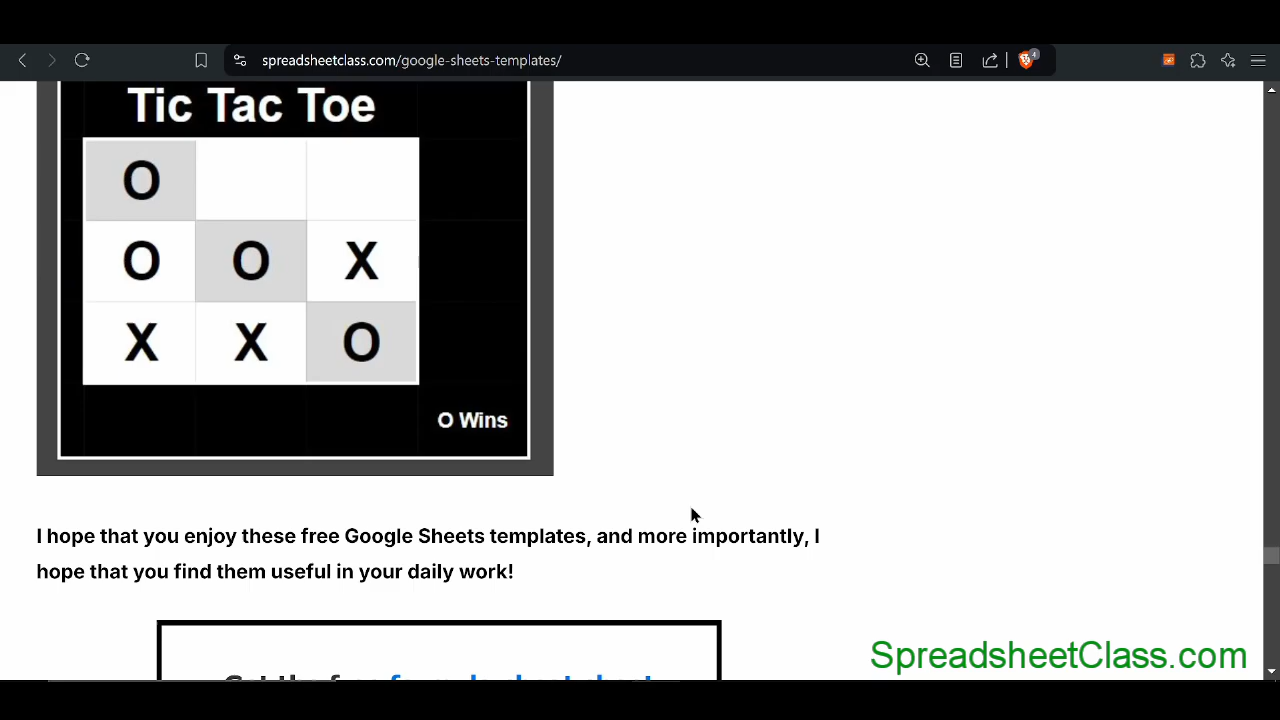 spreadsheetclass.com/google-sheets-templates/
4
Tic Tac Toe
O
O O X
X X O
O Wins
I hope that you enjoy these free Google Sheets templates, and more importantly, I
hope that you find them useful in your daily work!
SpreadsheetClass.com